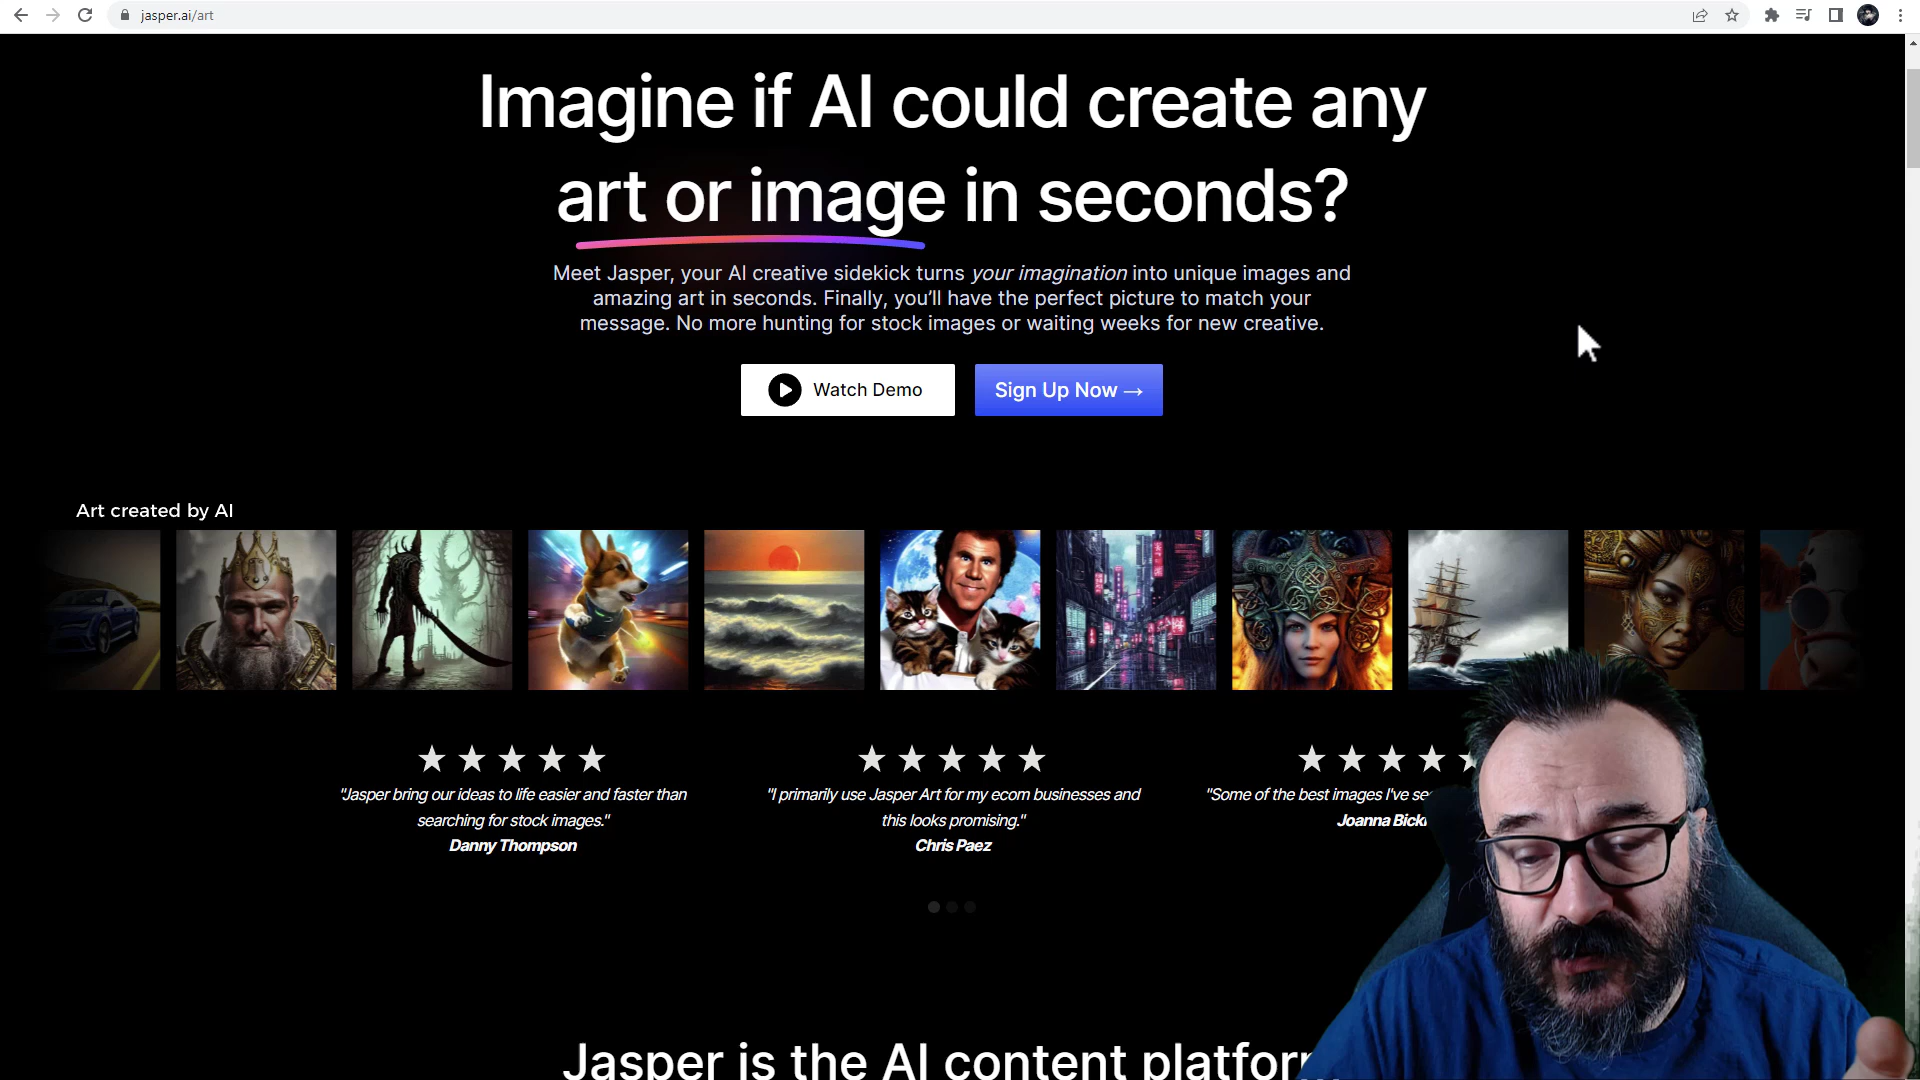 jasper.ai/art
Imagine if AI could create any
art or image in seconds?
Meet Jasper, your AI creative sidekick turns your imagination into unique images and
amazing art in seconds. Finally, you’ll have the perfect picture to match your
message. No more hunting for stock images or waiting weeks for new creative.
Watch Demo
Sign Up Now →
Art created by AI
"Jasper bring our ideas to life easier and faster than
searching for stock images."
Danny Thompson
"I primarily use Jasper Art for my ecom businesses and
this looks promising."
Chris Paez
"Some of the best images I've
Joanna
Jasper is the AI content platform